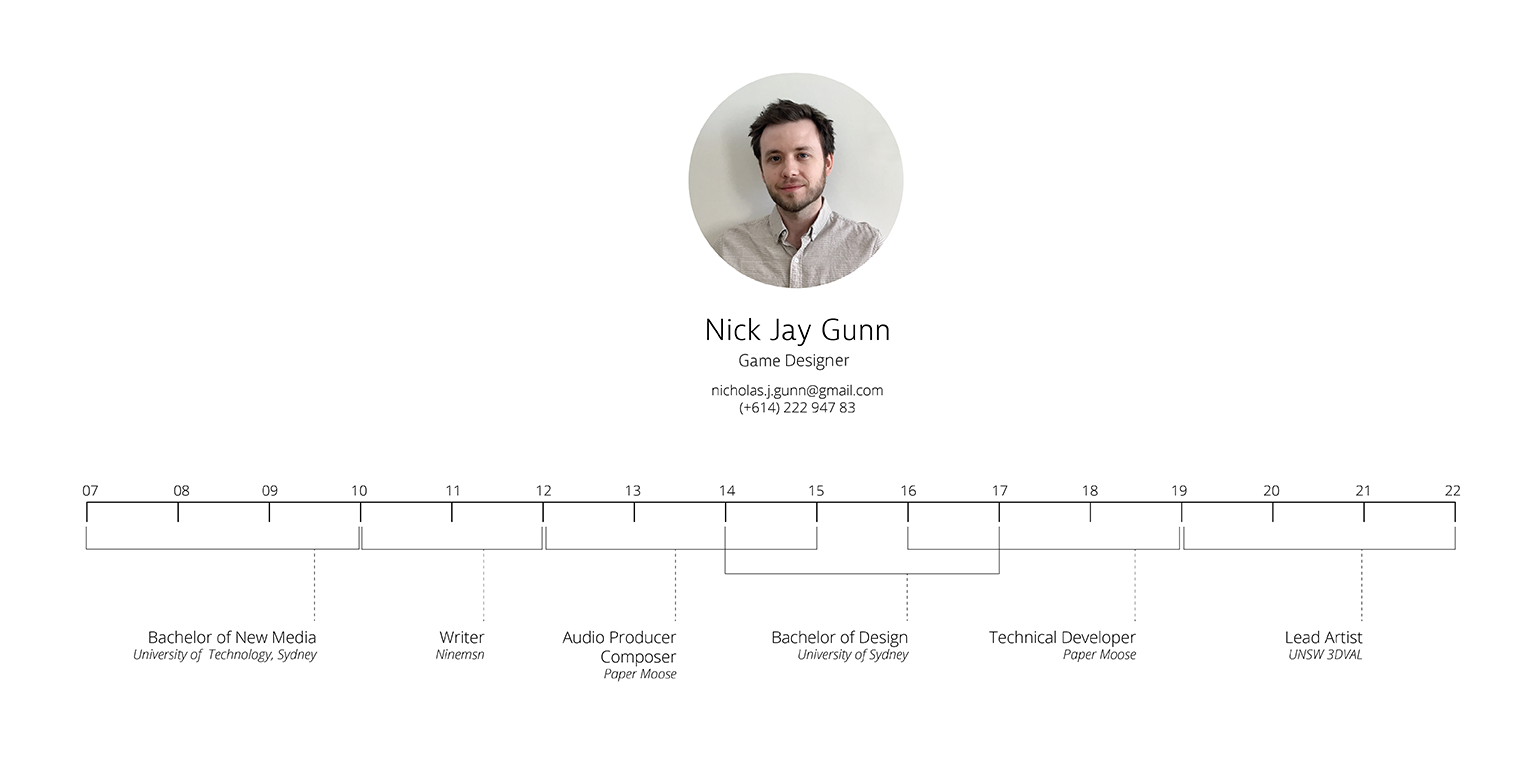 Nick Jay Gunn
Game Designer
nicholas.j.gunn@gmail.com
(+614) 222 947 83
07 08 09 10 11 12 13 14 15 16 17 18 19 20 21 22
Bachelor of New Media
University of Technology, Sydney
Writer
Ninemsn
Audio Producer
Composer
Paper Moose
Bachelor of Design
University of Sydney
Technical Developer
Paper Moose
Lead Artist
UNSW 3DVAL